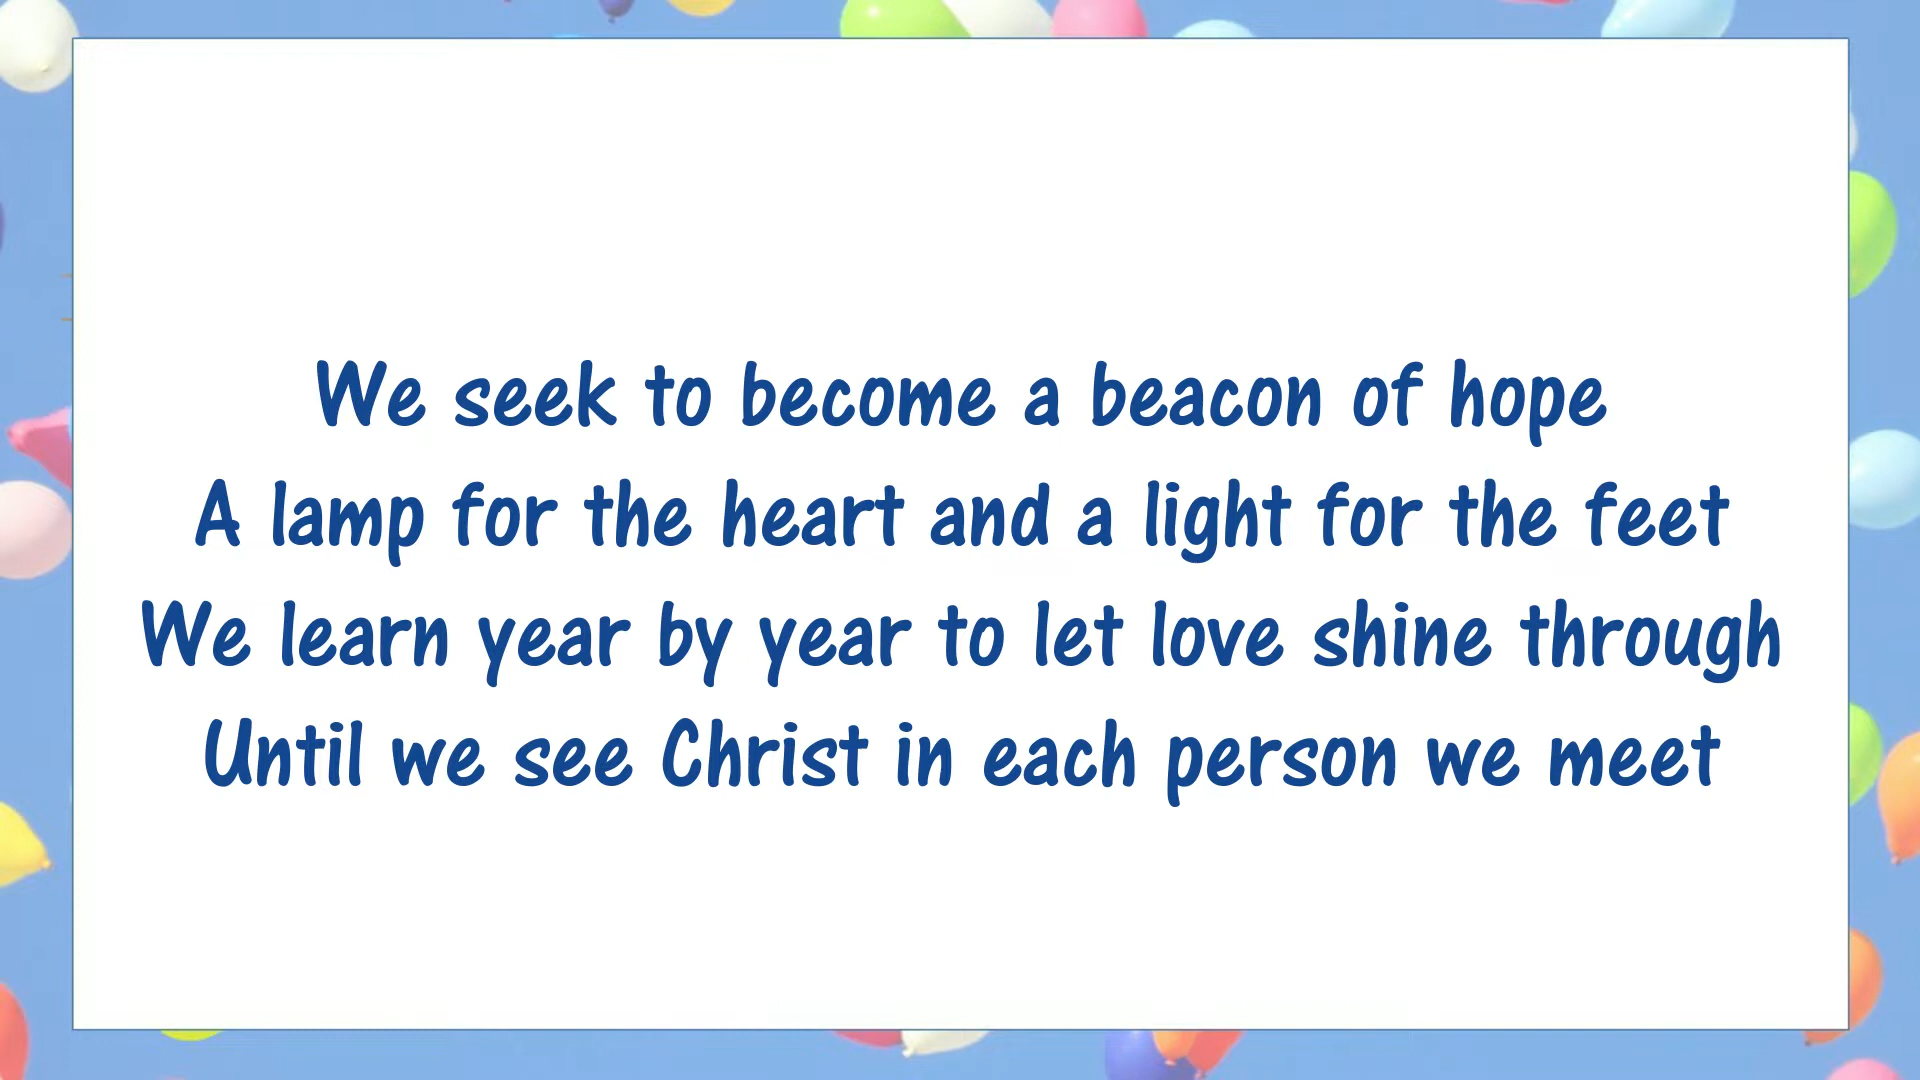 We seek to become a beacon of hope
A lamp for the heart and a light for the feet
We learn year by year to let love shine through
Until we see Christ in each person we meet